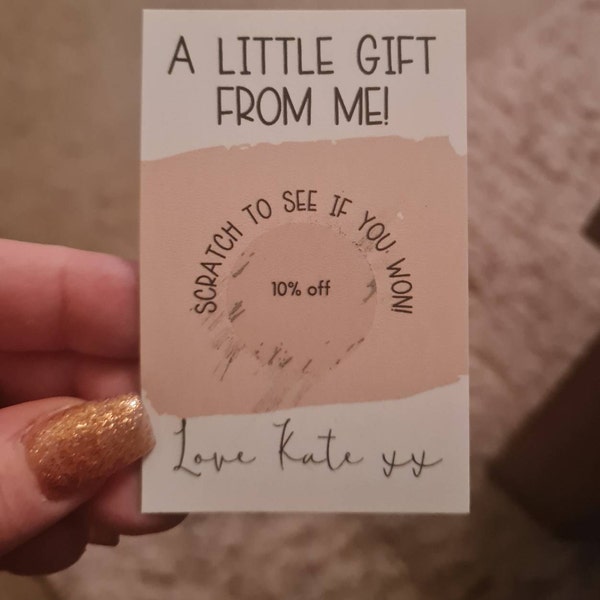 A LITTLE GIFT
FROM ME!
SCRATCH TO SEE IF YOU WON!
10% off
Love Kate xx